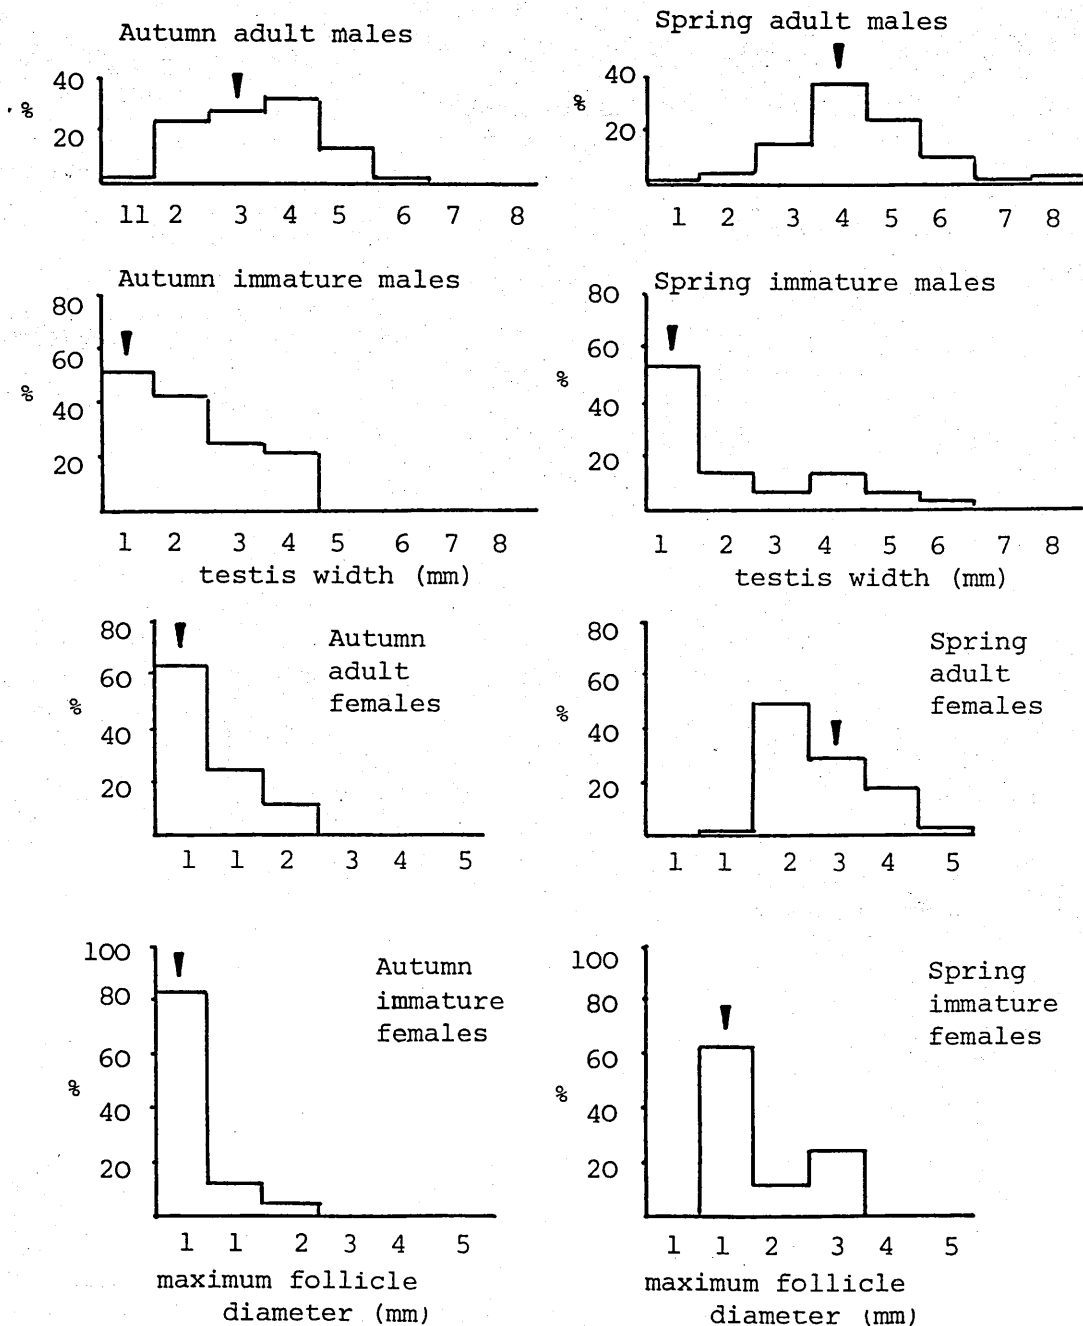 Autumn adult males
40
%
20
11 2 3 4 5 6 7 8
Spring adult males
40
%
20
1 2 3 4 5 6 7 8
Autumn immature males
80
60
%
40
20
1 2 3 4 5 6 7 8
testis width (mm)
Spring immature males
80
60
%
40
20
1 2 3 4 5 6 7 8
testis width (mm)
80
60
%
40
20
Autumn
adult
females
1 1 2 3 4 5
80
60
%
40
20
Spring
adult
females
1 1 2 3 4 5
100
80
60
%
40
20
Autumn
immature
females
1 1 2 3 4 5
maximum follicle
diameter (mm)
100
80
60
%
40
20
Spring
immature
females
1 1 2 3 4 5
maximum follicle
diameter (mm)